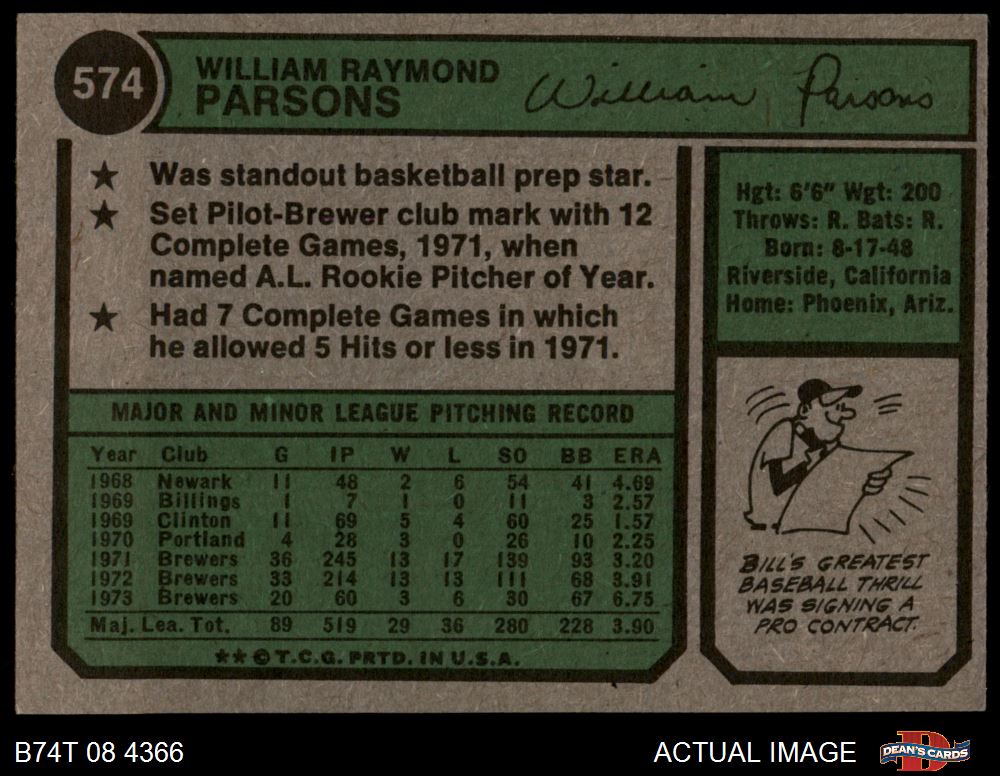 574
WILLIAM RAYMOND
PARSONS
William Parsons
★ Was standout basketball prep star.
★ Set Pilot-Brewer club mark with 12
Complete Games, 1971, when
named A.L. Rookie Pitcher of Year.
★ Had 7 Complete Games in which
he allowed 5 Hits or less in 1971.
MAJOR AND MINOR LEAGUE PITCHING RECORD
Year Club G IP W L SO BB ERA
1968 Newark 11 48 2 6 54 41 4.69
1969 Billings 1 7 1 0 11 3 2.57
1969 Clinton 11 69 5 4 60 25 1.57
1970 Portland 4 28 3 0 26 10 2.25
1971 Brewers 36 245 13 17 139 93 3.20
1972 Brewers 33 214 13 13 111 68 3.91
1973 Brewers 20 60 3 6 30 67 6.75
Maj. Lea. Tot. 89 519 29 36 280 228 3.90
★★©T.C.G. PRTD. IN U.S.A.
Hgt: 6'6" Wgt: 200
Throws: R. Bats: R.
Born: 8-17-48
Riverside, California
Home: Phoenix, Ariz.
BILL'S GREATEST
BASEBALL THRILL
WAS SIGNING A
PRO CONTRACT.
B74T 08 4366
ACTUAL IMAGE
DEAN'S CARDS